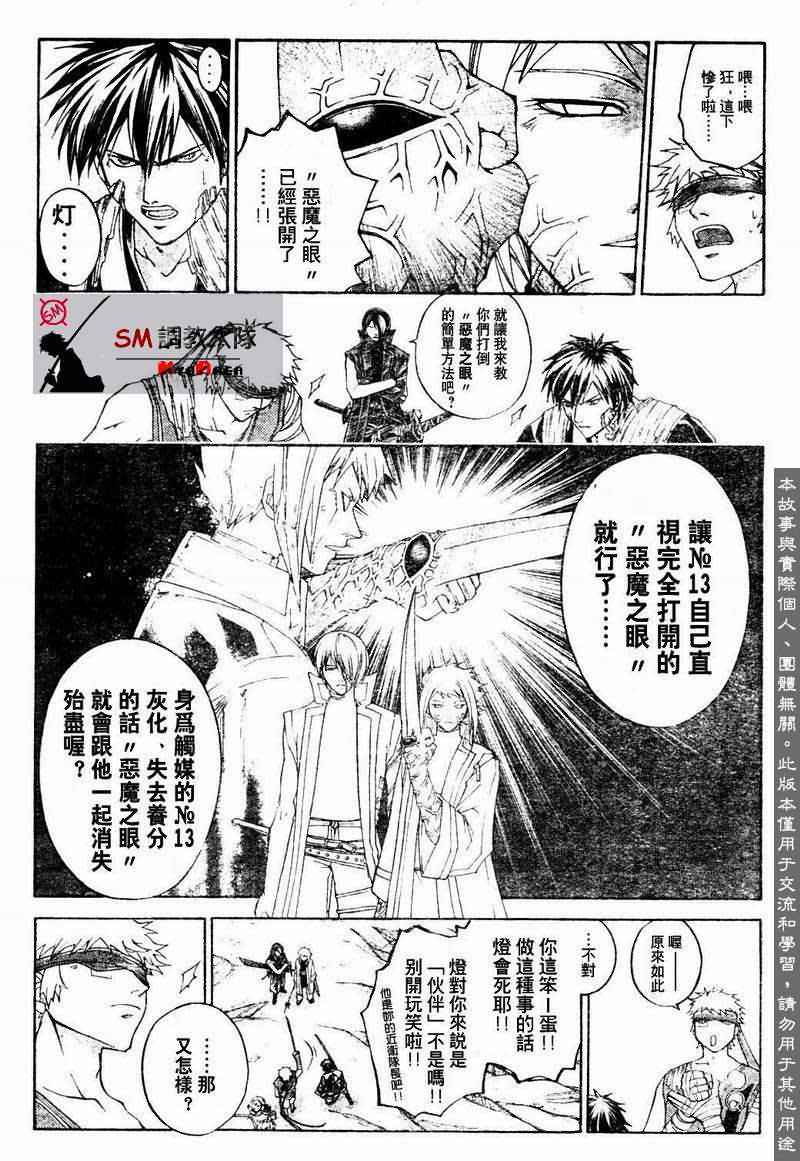 喂…喂
狂，這下
慘了啦……
〃惡魔之眼〃
已經張開了
……!!
……
灯……
就讓我來教
你們打倒
〃惡魔之眼〃
的簡單方法吧？
SM 調教本隊
讓№13自己直
視完全打開的
〃惡魔之眼〃
就行了……
身爲觸媒的№13
灰化、失去養分
的話〃惡魔之眼〃
就會跟他一起消失
殆盡喔？
喔——
原來如此
…不對
你這笨—蛋!!
做這種事的話
燈會死耶!!
燈對你來說是
「伙伴」不是嗎!!
別開玩笑啦!!
他是妳的近衛隊長吧!!
……那
又怎樣？
本故事與實際個人、團體無關。此版本僅用于交流和學習，請勿用于其他用途